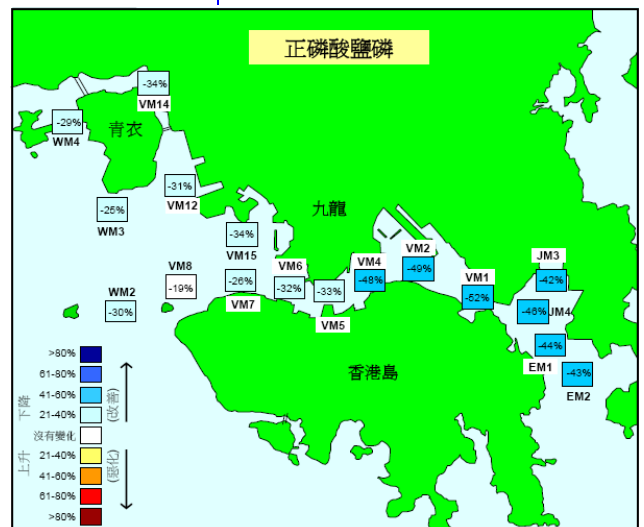 正磷酸鹽磷
-34%
VM14
-29%
WM4
青衣
-31%
VM12
-25%
WM3
九龍
-34%
VM15
VM2
-49%
JM3
-42%
VM8
-19%
-26%
VM7
VM6
-32%
-33%
VM5
VM4
-48%
VM1
-52%
-46%
JM4
WM2
-30%
-44%
EM1
-43%
EM2
香港島
下降
(改善)
>80%
61-80%
41-60%
21-40%
沒有變化
上升
(惡化)
21-40%
41-60%
61-80%
>80%